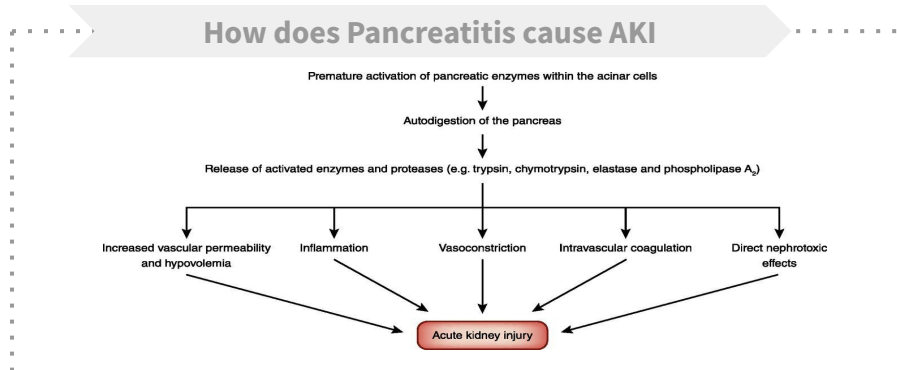 How does Pancreatitis cause AKI
Premature activation of pancreatic enzymes within the acinar cells
Autodigestion of the pancreas
Release of activated enzymes and proteases (e.g. trypsin, chymotrypsin, elastase and phospholipase A₂)
Increased vascular permeability
and hypovolemia
Inflammation
Vasoconstriction
Intravascular coagulation
Direct nephrotoxic
effects
Acute kidney injury